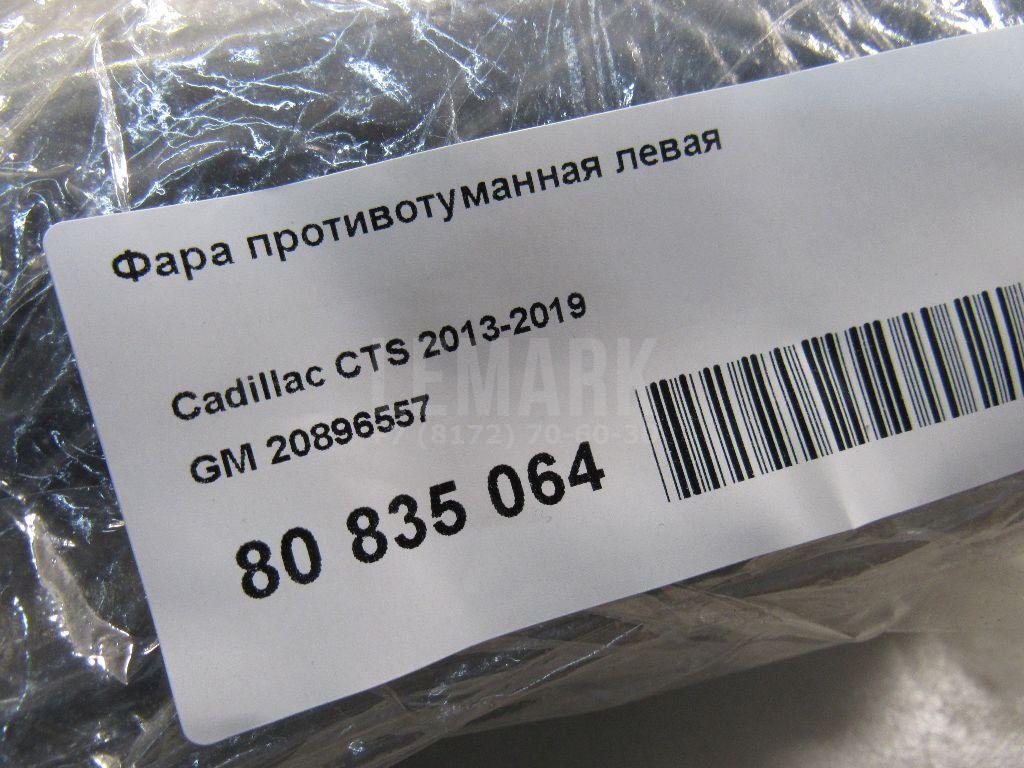 Фара противотуманная левая
Cadillac CTS 2013-2019
GM 20896557
80 835 064